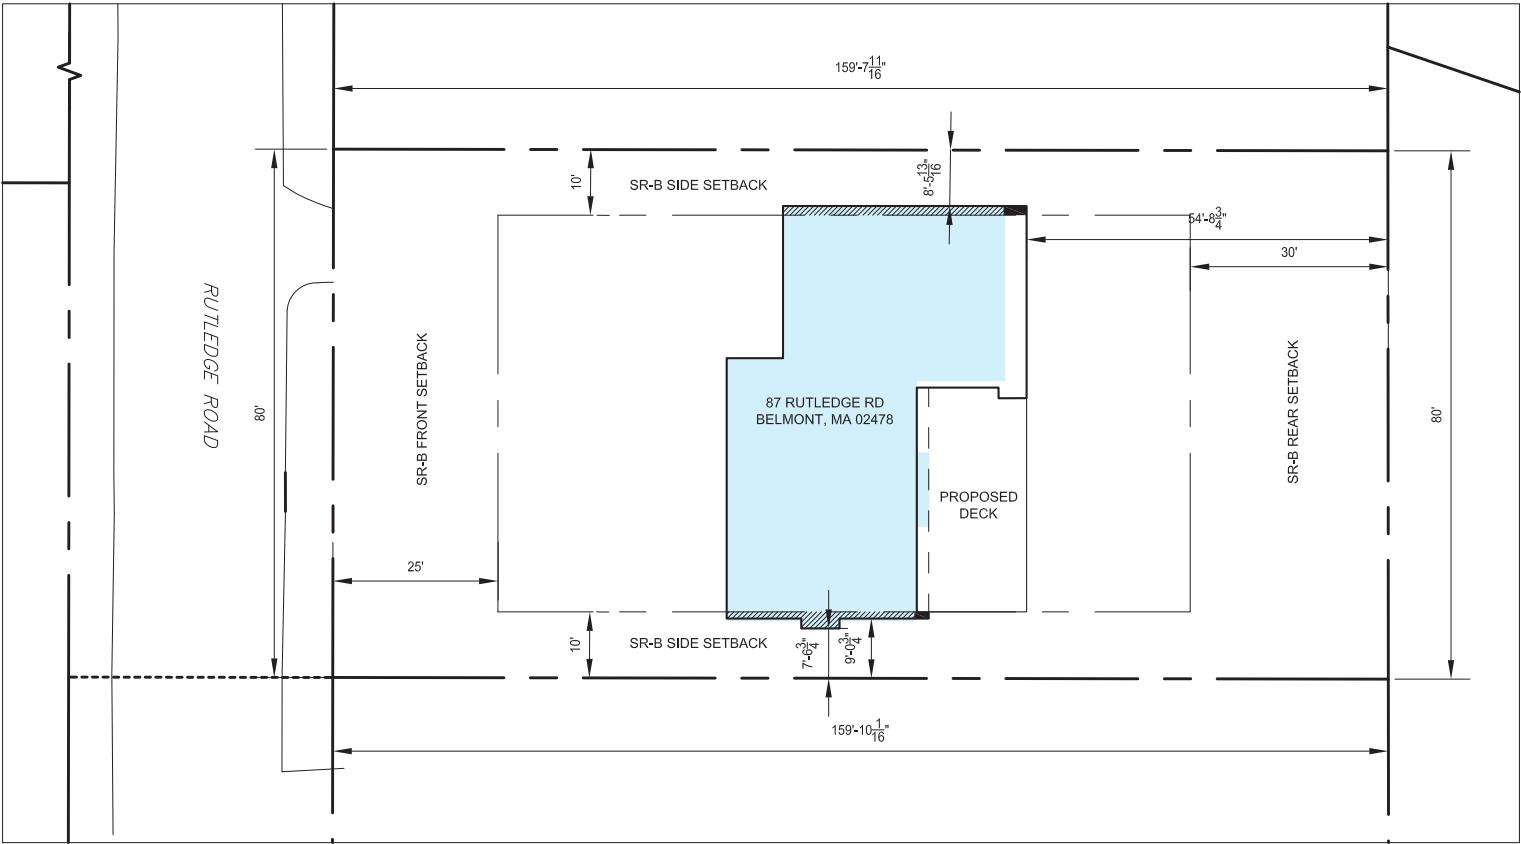 159'-7 11/16"
10'
SR-B SIDE SETBACK
8'-5 13/16"
54'-8 3/4"
30'
RUTLEDGE ROAD
80'
SR-B FRONT SETBACK
87 RUTLEDGE RD
BELMONT, MA 02478
SR-B REAR SETBACK
80'
PROPOSED
DECK
25'
10'
SR-B SIDE SETBACK
7'-6 3/4"
9'-0 3/4"
159'-10 1/16"